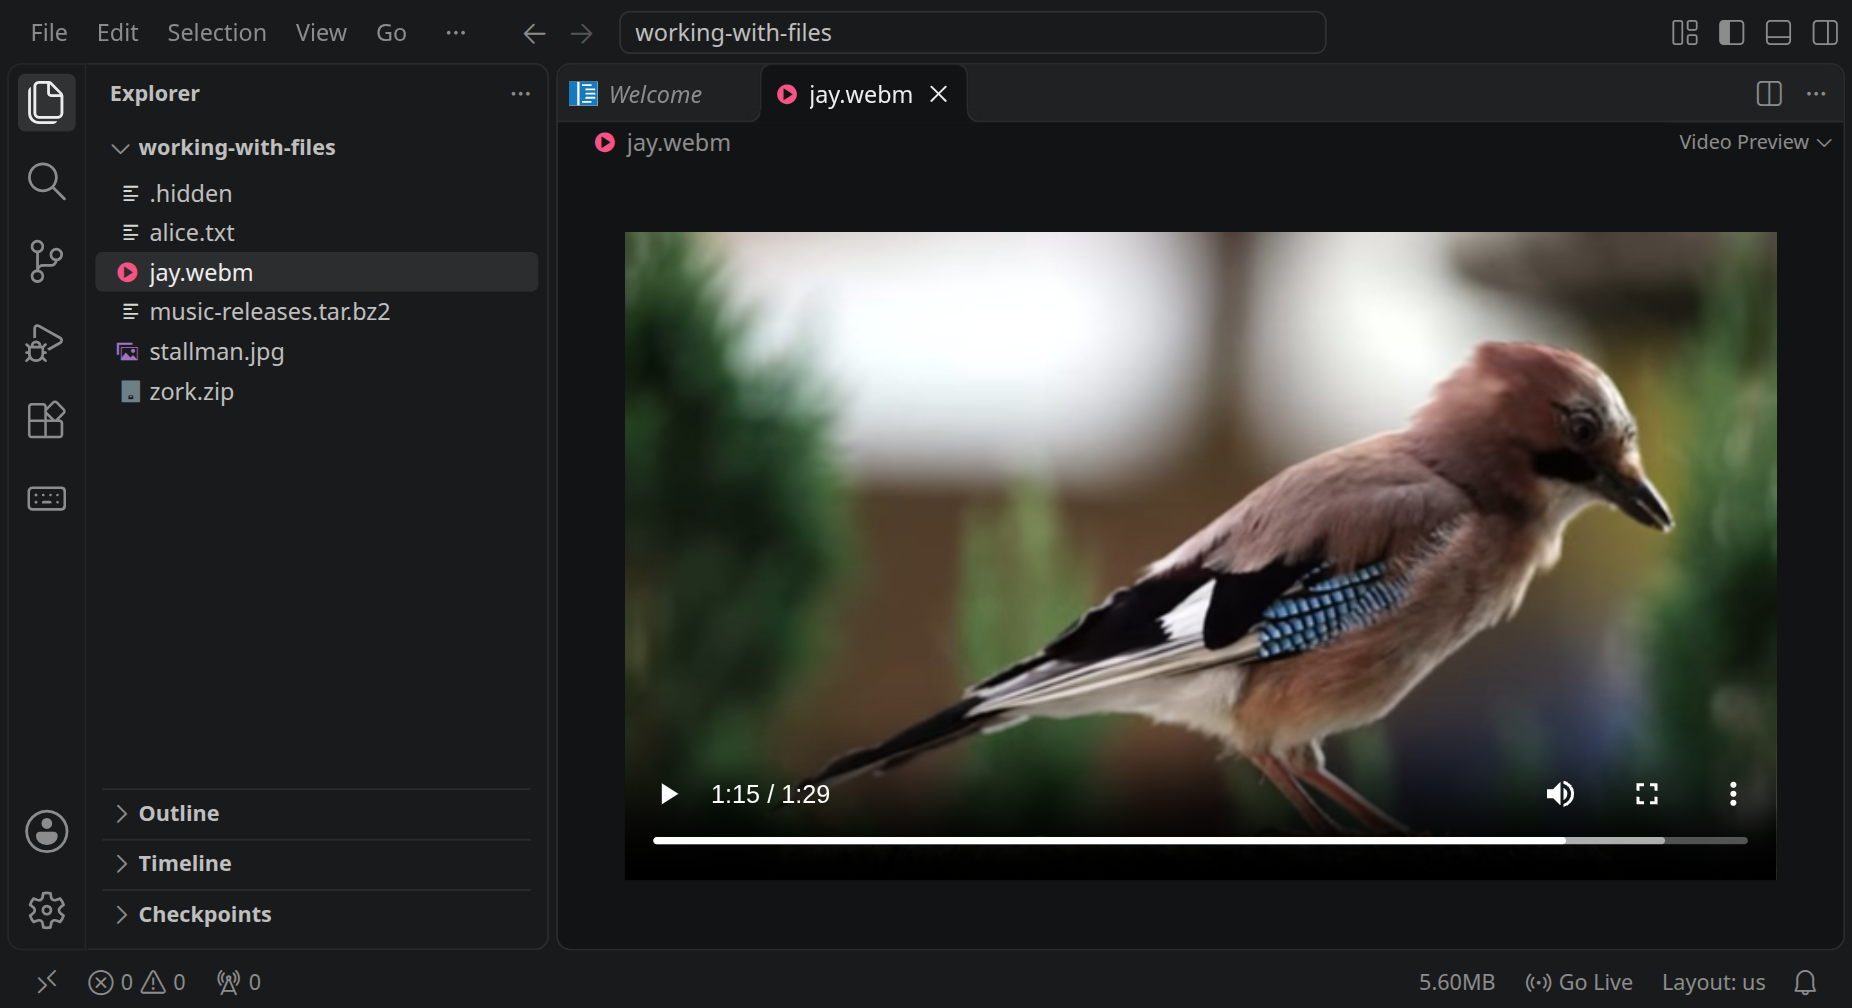 File Edit Selection View Go
working-with-files
Explorer
working-with-files
.hidden
alice.txt
jay.webm
music-releases.tar.bz2
stallman.jpg
zork.zip
Outline
Timeline
Checkpoints
Welcome
jay.webm
jay.webm
Video Preview
1:15 / 1:29
0 0 0
5.60MB Go Live Layout: us